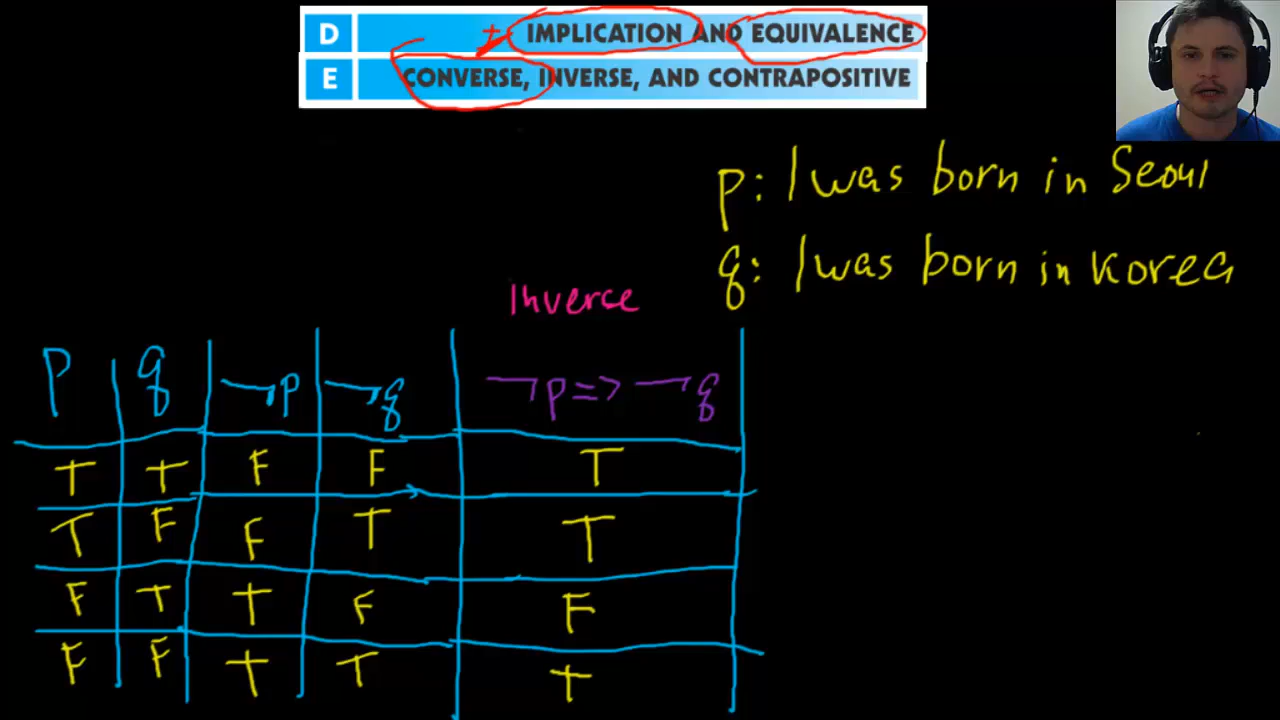 D IMPLICATION AND EQUIVALENCE
E CONVERSE, INVERSE, AND CONTRAPOSITIVE
p: I was born in Seoul
q: I was born in Korea
Inverse
p q ¬p ¬q ¬p => ¬q
T T F F T
T F F T T
F T T F F
F F T T T